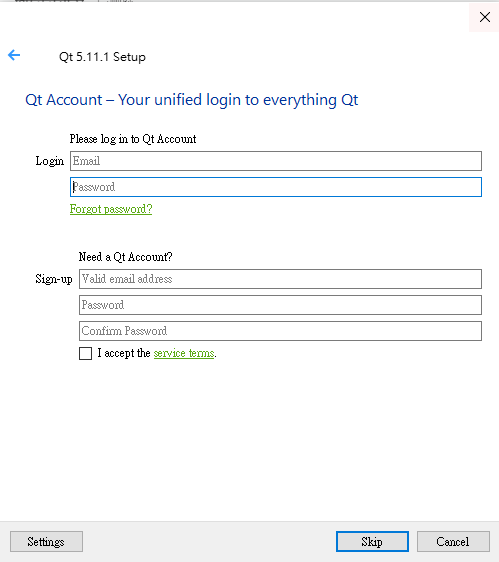 Qt 5.11.1 Setup
Qt Account – Your unified login to everything Qt
Please log in to Qt Account
Login Email
Password
Forgot password?
Need a Qt Account?
Sign-up Valid email address
Password
Confirm Password
I accept the service terms.
Settings Skip Cancel